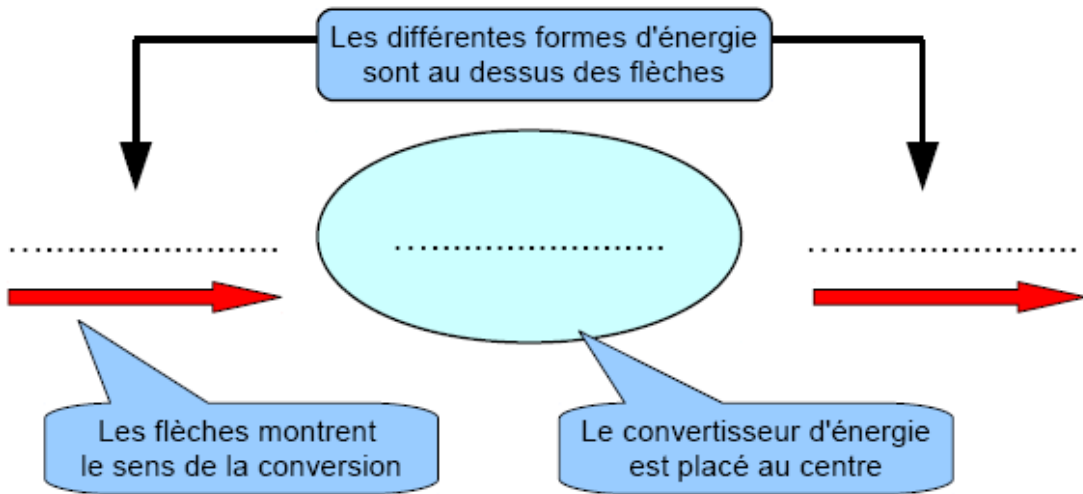 Les différentes formes d'énergie
sont au dessus des flèches
Les flèches montrent
le sens de la conversion
Le convertisseur d'énergie
est placé au centre